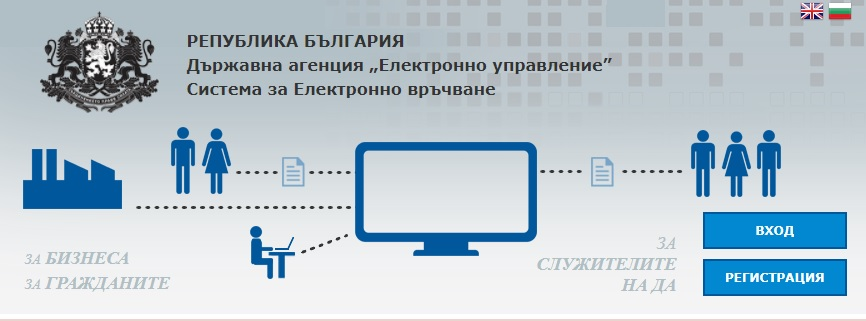 РЕПУБЛИКА БЪЛГАРИЯ
Държавна агенция „Електронно управление”
Система за Електронно връчване
ЗА БИЗНЕСА
ЗА ГРАЖДАНИТЕ
ЗА
СЛУЖИТЕЛИТЕ
НА ДА
ВХОД
РЕГИСТРАЦИЯ